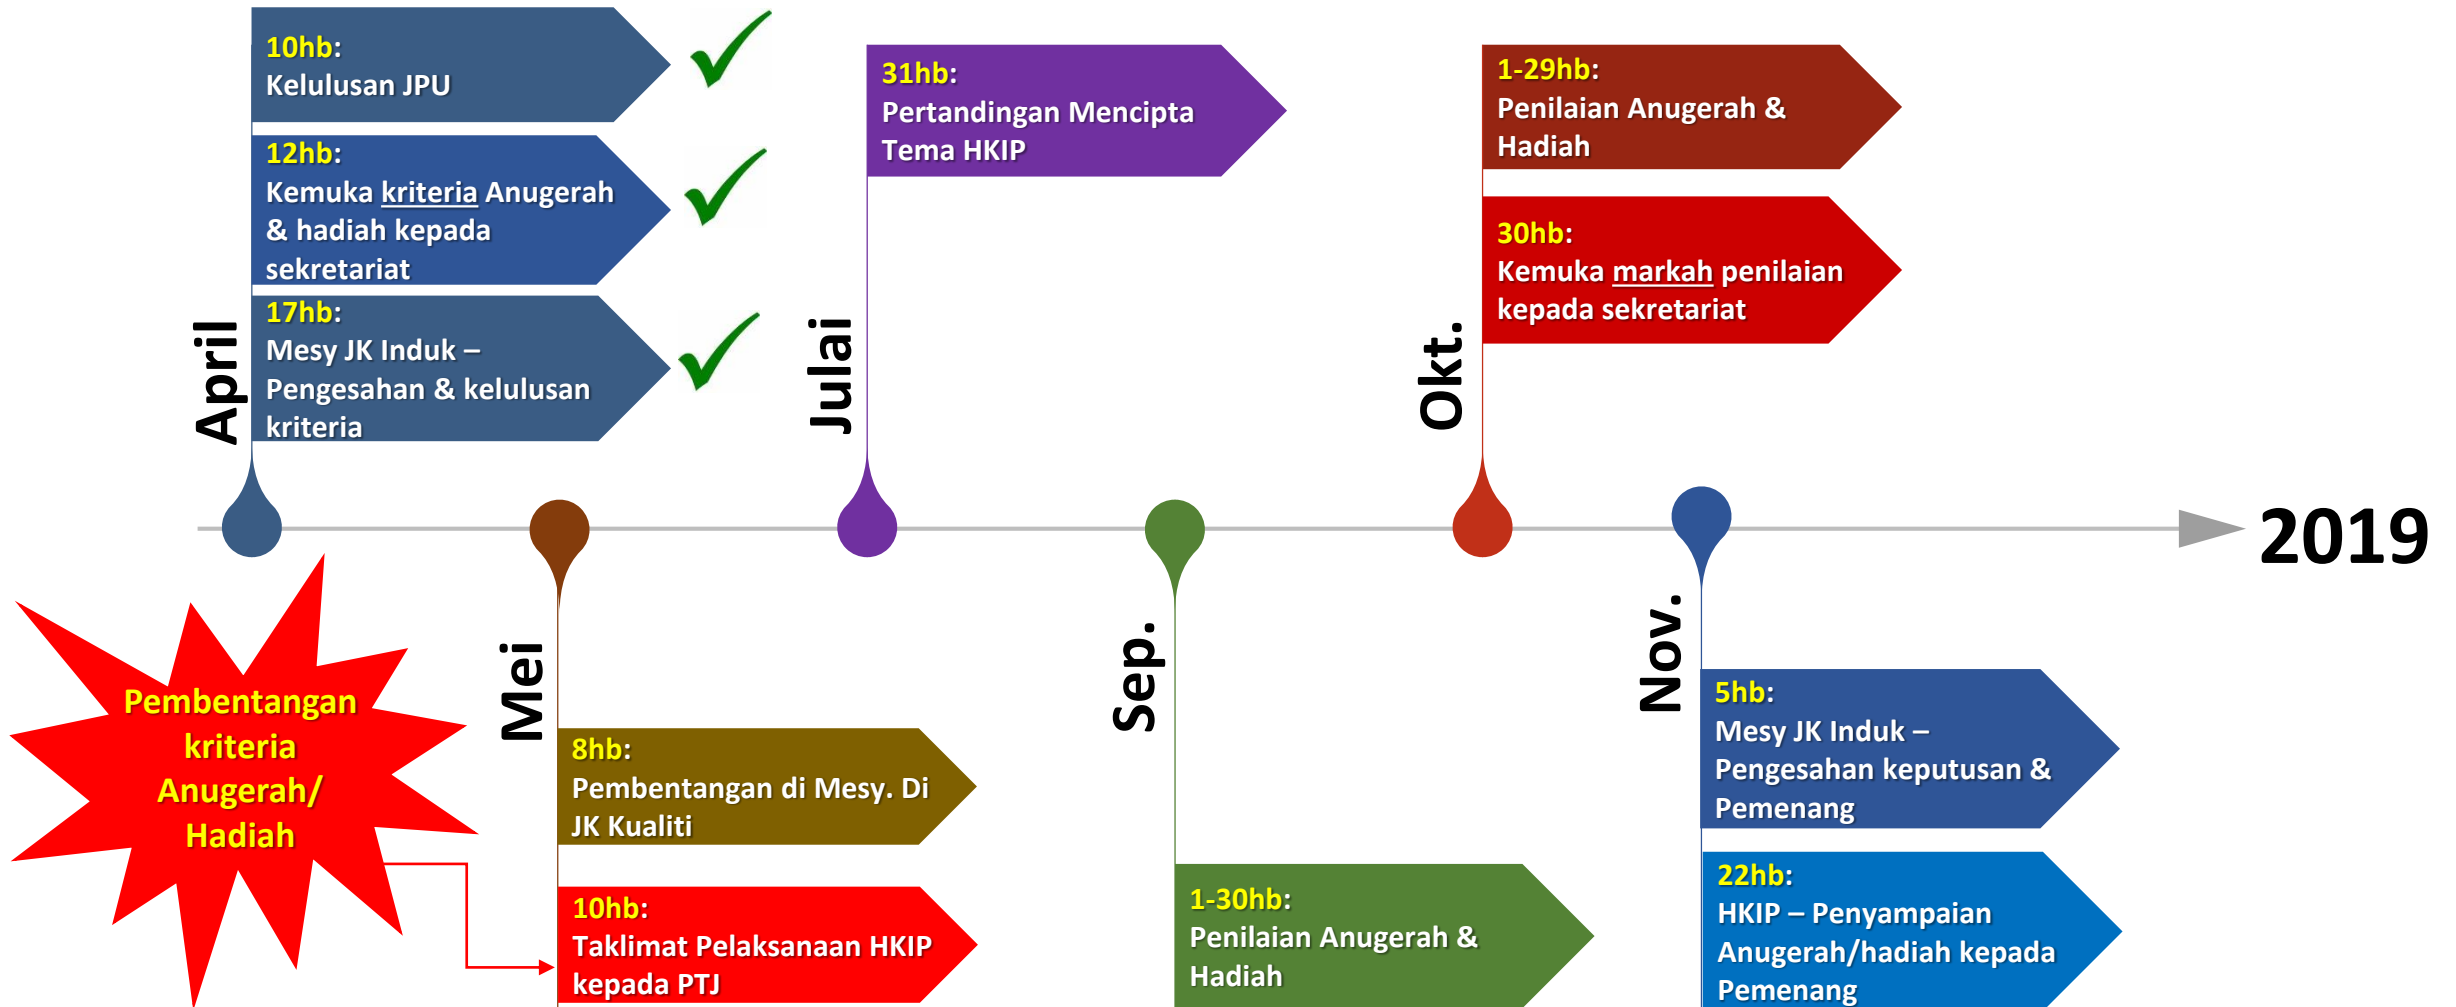 April
10hb:
Kelulusan JPU
12hb:
Kemuka kriteria Anugerah
& hadiah kepada
sekretariat
17hb:
Mesy JK Induk –
Pengesahan & kelulusan
kriteria
Julai
31hb:
Pertandingan Mencipta
Tema HKIP
Okt.
1-29hb:
Penilaian Anugerah &
Hadiah
30hb:
Kemuka markah penilaian
kepada sekretariat
2019
Pembentangan
kriteria
Anugerah/
Hadiah
Mei
8hb:
Pembentangan di Mesy. Di
JK Kualiti
10hb:
Taklimat Pelaksanaan HKIP
kepada PTJ
Sep.
1-30hb:
Penilaian Anugerah &
Hadiah
Nov.
5hb:
Mesy JK Induk –
Pengesahan keputusan &
Pemenang
22hb:
HKIP – Penyampaian
Anugerah/hadiah kepada
Pemenang